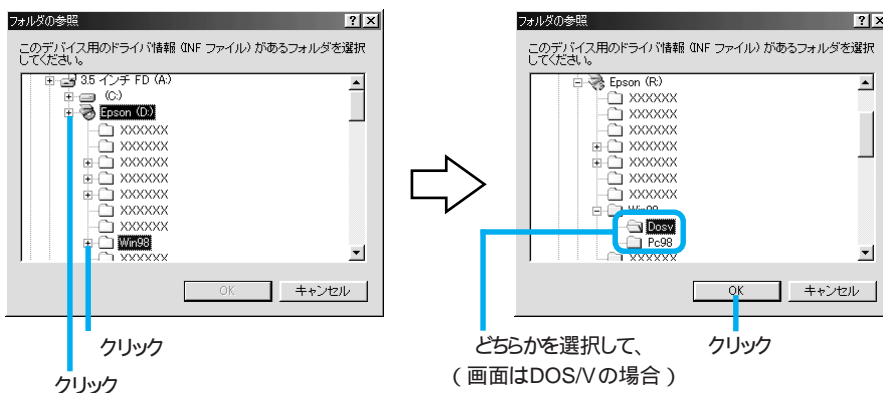 フォルダの参照
このデバイス用のドライバ情報 (INF ファイル) があるフォルダを選択
してください。
3.5 インチ FD (A:)
(C:)
Epson (D:)
XXXXXX
XXXXXX
XXXXXX
XXXXXX
XXXXXX
XXXXXX
XXXXXX
Win98
XXXXXX
OK
キャンセル
クリック
クリック
フォルダの参照
このデバイス用のドライバ情報 (INF ファイル) があるフォルダを選択
してください。
Epson (R:)
XXXXXX
XXXXXX
XXXXXX
XXXXXX
XXXXXX
XXXXXX
XXXXXX
Win98
Dosv
Pc98
XXXXXX
OK
キャンセル
どちらかを選択して、
(画面はDOS/Vの場合)
クリック